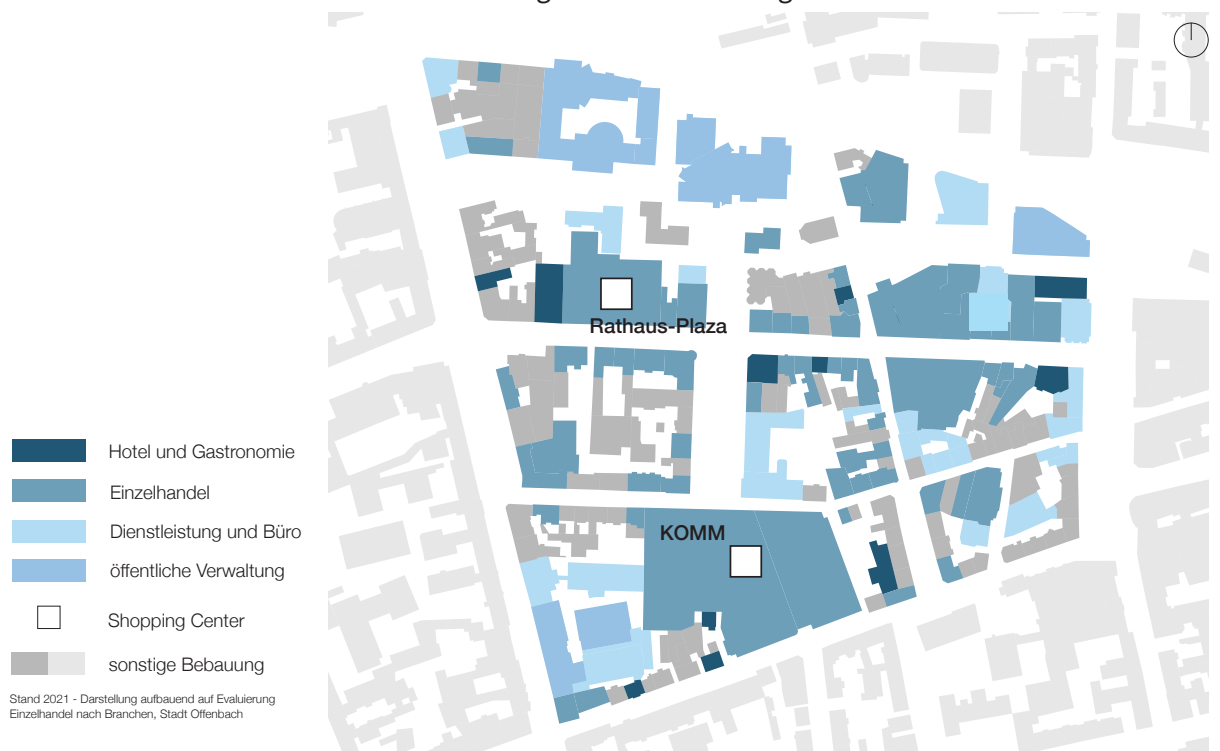 Rathaus-Plaza
KOMM
Hotel und Gastronomie
Einzelhandel
Dienstleistung und Büro
öffentliche Verwaltung
Shopping Center
sonstige Bebauung
Stand 2021 - Darstellung aufbauend auf Evaluierung
Einzelhandel nach Branchen, Stadt Offenbach